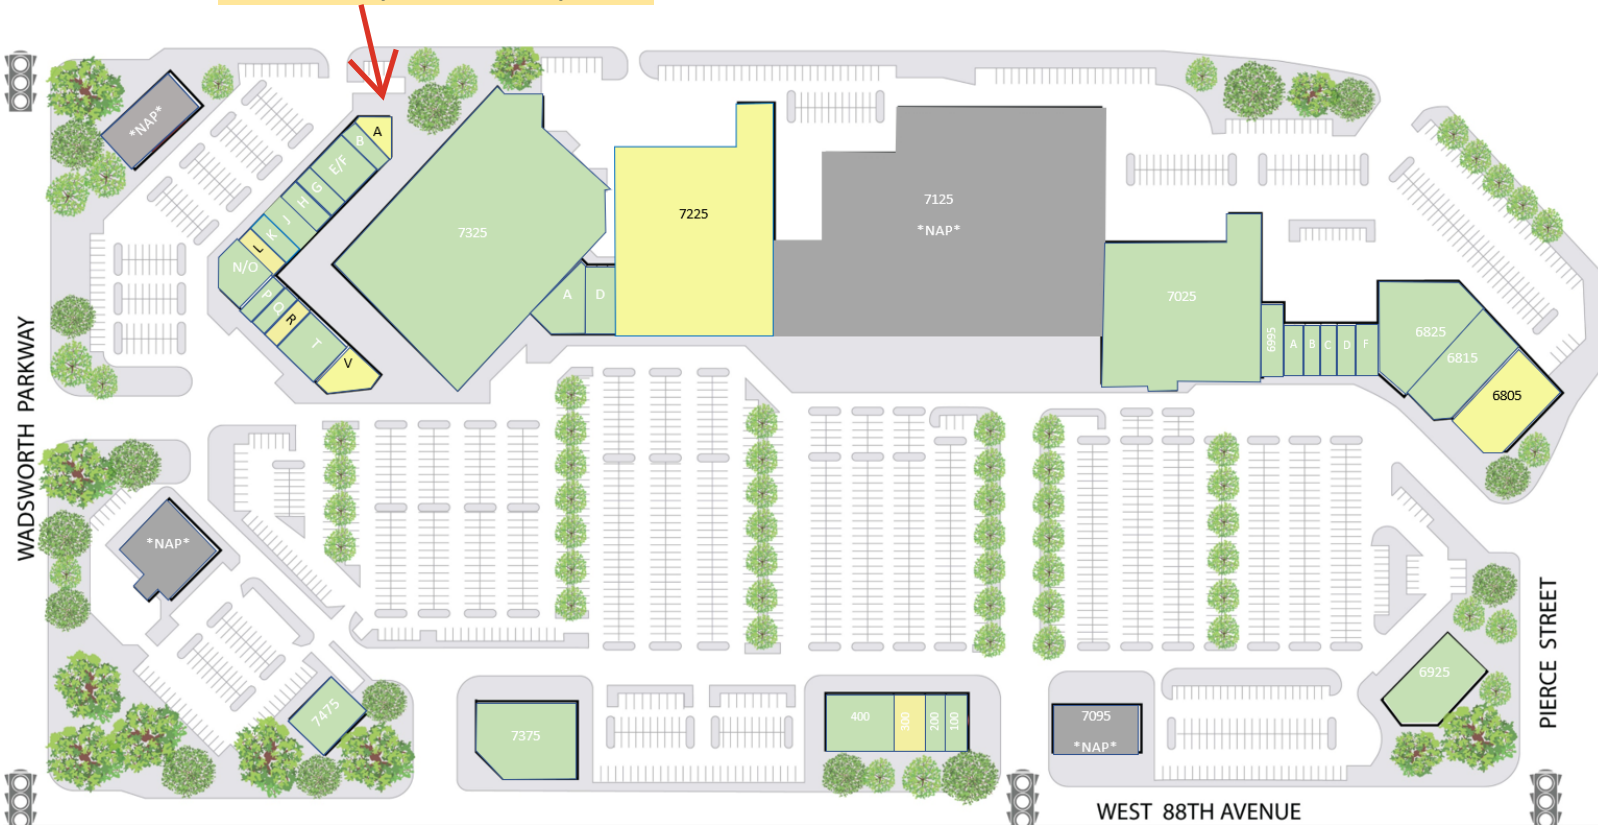 *NAP*
A
B
E/F
G
H
J
K
L
N/O
P
Q
R
T
V
7325
A
D
7225
7125
*NAP*
7025
6995
A
B
C
D
F
6825
6815
6805
WADSWORTH PARKWAY
*NAP*
7475
7375
400
300
200
100
7095
*NAP*
6925
PIERCE STREET
WEST 88TH AVENUE